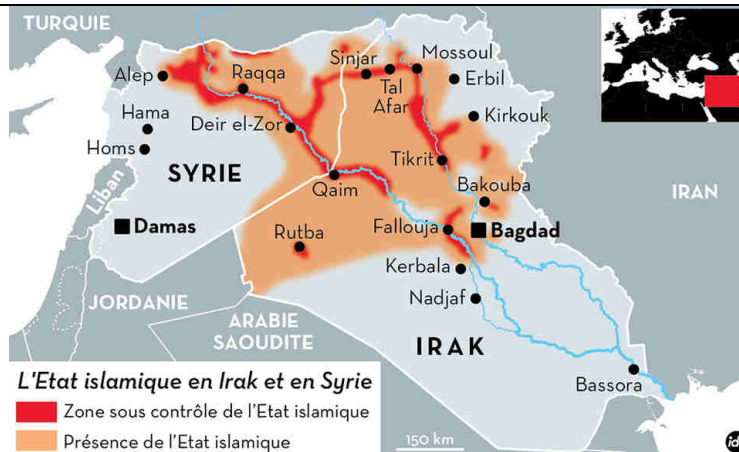 TURQUIE
Alep
Raqqa
Sinjar
Tal
Afar
Mossoul
Erbil
Hama
Deir el-Zor
Kirkouk
Homs
SYRIE
Tikrit
Liban
Qaim
Bakouba
IRAN
Damas
Rutba
Fallouja
Bagdad
Kerbala
JORDANIE
Nadjaf
ARABIE
SAOUDITE
IRAK
L'Etat islamique en Irak et en Syrie
Bassora
Zone sous contrôle de l'Etat islamique
Présence de l'Etat islamique
150 km
idé